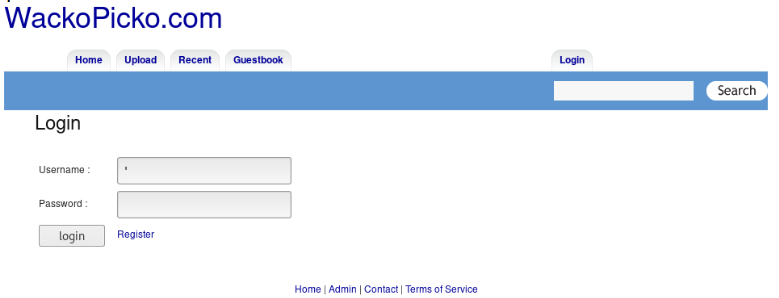 WackoPicko.com
Home Upload Recent Guestbook Login
Search
Login
Username : '
Password :
login Register
Home | Admin | Contact | Terms of Service